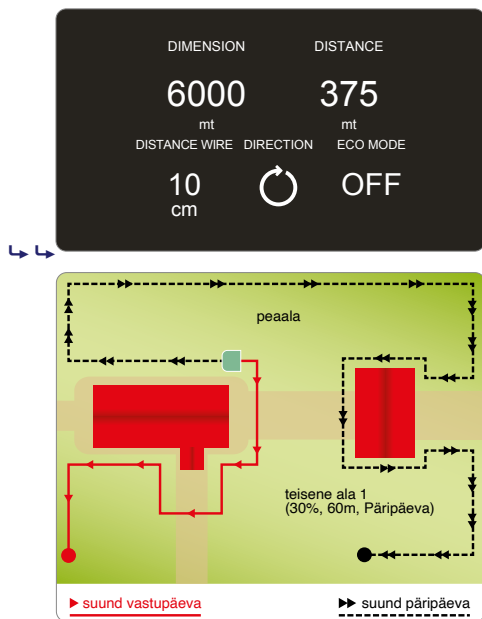 DIMENSION DISTANCE
6000 375
mt mt
DISTANCE WIRE DIRECTION ECO MODE
10 OFF
cm
peaala
teisene ala 1
(30%, 60m, Päripäeva)
suund vastupäeva suund päripäeva